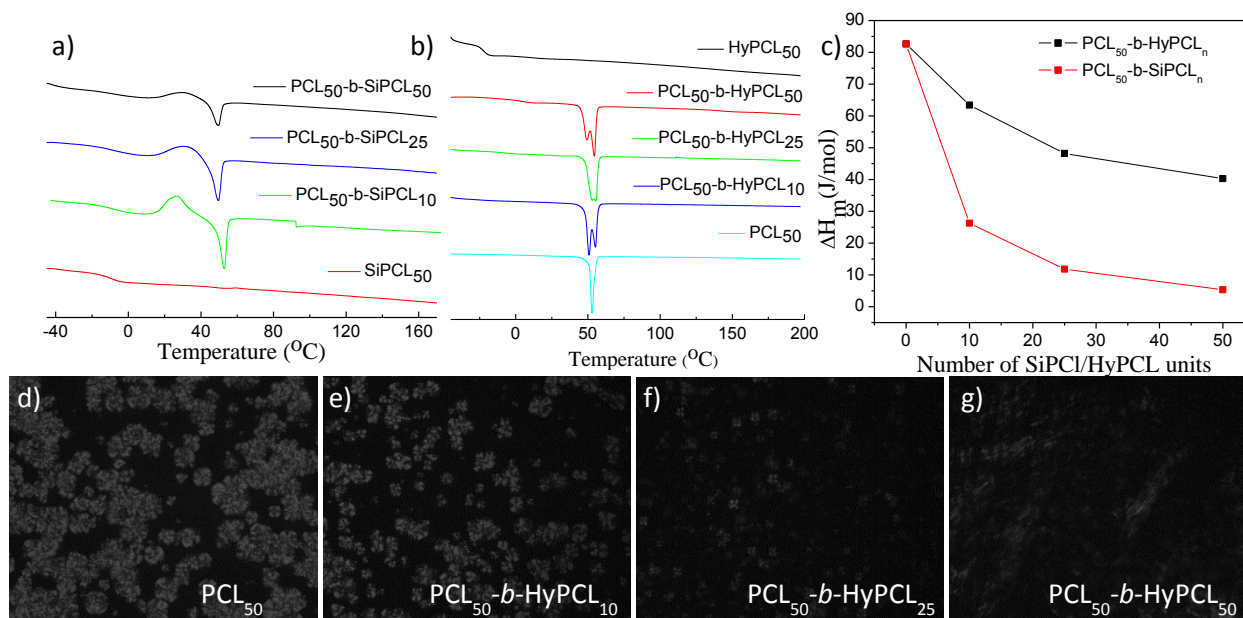 a)
PCL50-b-SiPCL50
PCL50-b-SiPCL25
PCL50-b-SiPCL10
SiPCL50
-40 0 40 80 120 160
Temperature (OC)
b)
HyPCL50
PCL50-b-HyPCL50
PCL50-b-HyPCL25
PCL50-b-HyPCL10
PCL50
0 50 100 150 200
Temperature (OC)
c)
PCL50-b-HyPCLn
PCL50-b-SiPCLn
90
80
70
60
50
40
30
20
10
0
ΔHm(J/mol)
0 10 20 30 40 50
Number of SiPCl/HyPCL units
d)
PCL50
e)
PCL50-b-HyPCL10
f)
PCL50-b-HyPCL25
g)
PCL50-b-HyPCL50